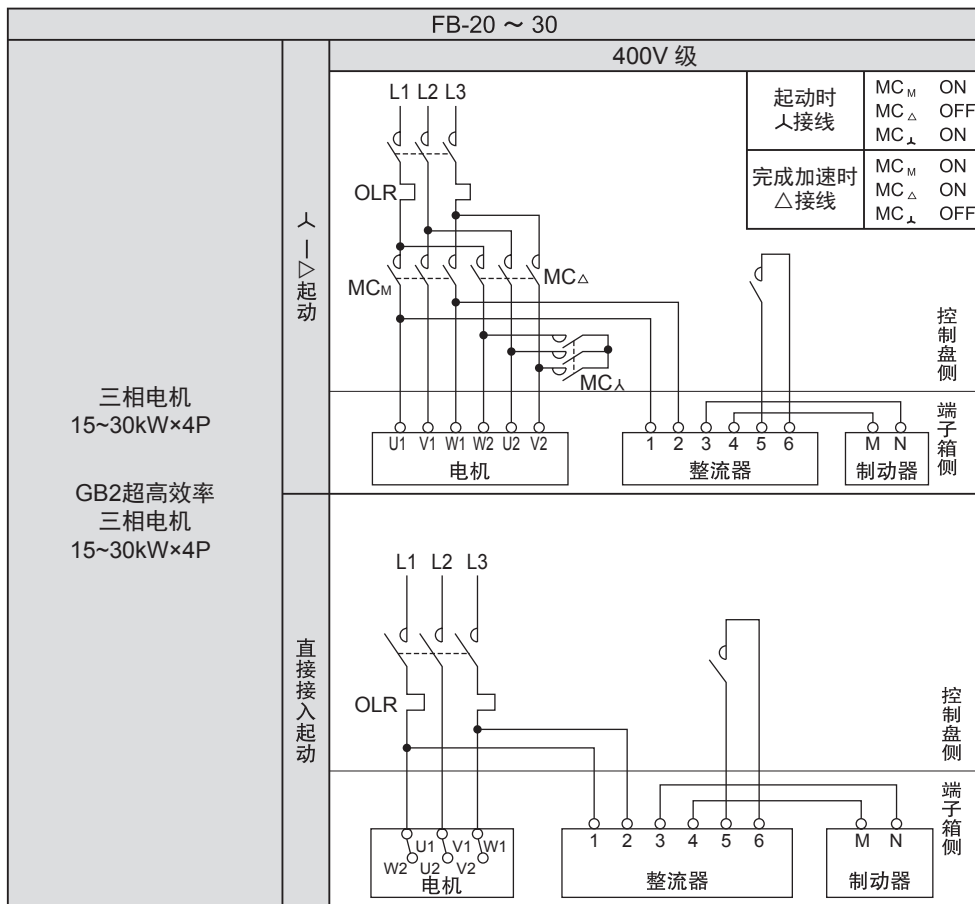 FB-20 ～ 30
400V 级
三相电机
15~30kW×4P
GB2超高效率
三相电机
15~30kW×4P
人—△起动
L1 L2 L3
起动时
人接线
MCM ON
MC△ OFF
MC人 ON
完成加速时
△接线
MCM ON
MC△ ON
MC人 OFF
OLR
MCM
MC△
MC人
控制盘侧
端子箱侧
U1 V1 W1 W2 U2 V2
电机
1 2 3 4 5 6
整流器
M N
制动器
直接接入起动
L1 L2 L3
OLR
控制盘侧
端子箱侧
U1 V1 W1
W2 U2 V2
电机
1 2 3 4 5 6
整流器
M N
制动器